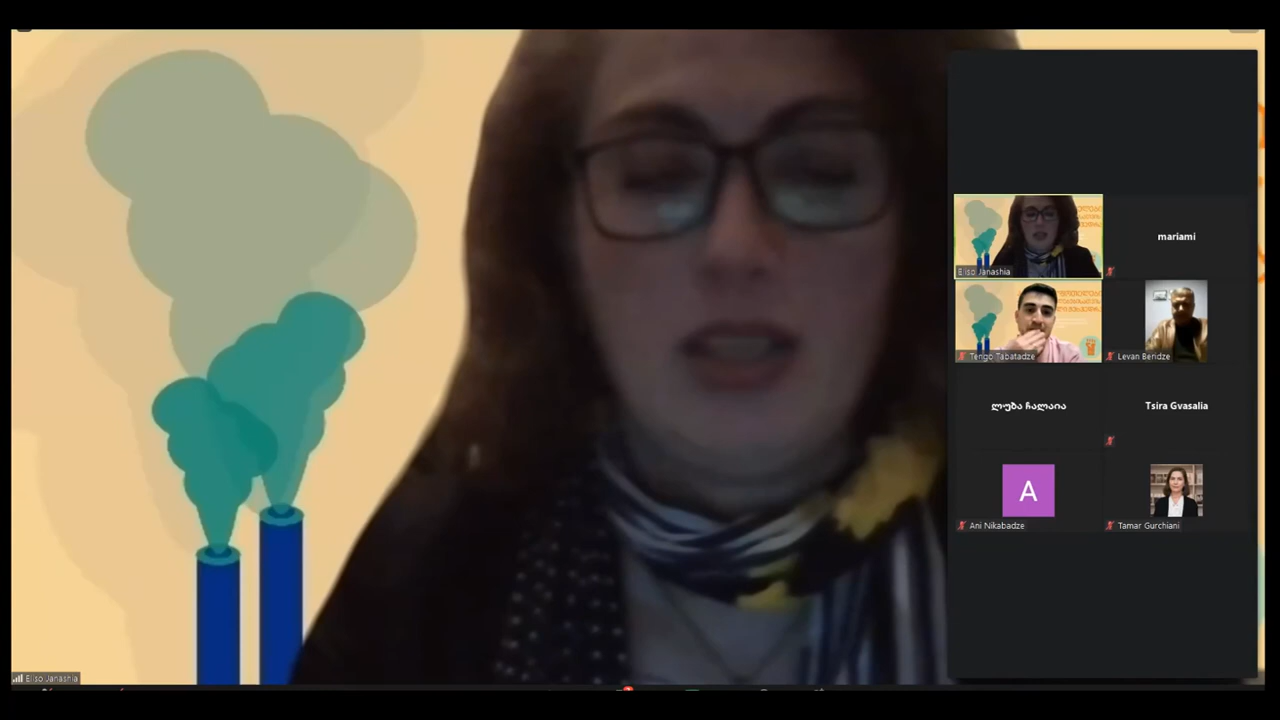 Eliso Janashia
mariami
Tengo Tabatadze
Levan Beridze
ლუბა ჩალაია
Tsira Gvasalia
A
Ani Nikabadze
Tamar Gurchiani
Eliso Janashia